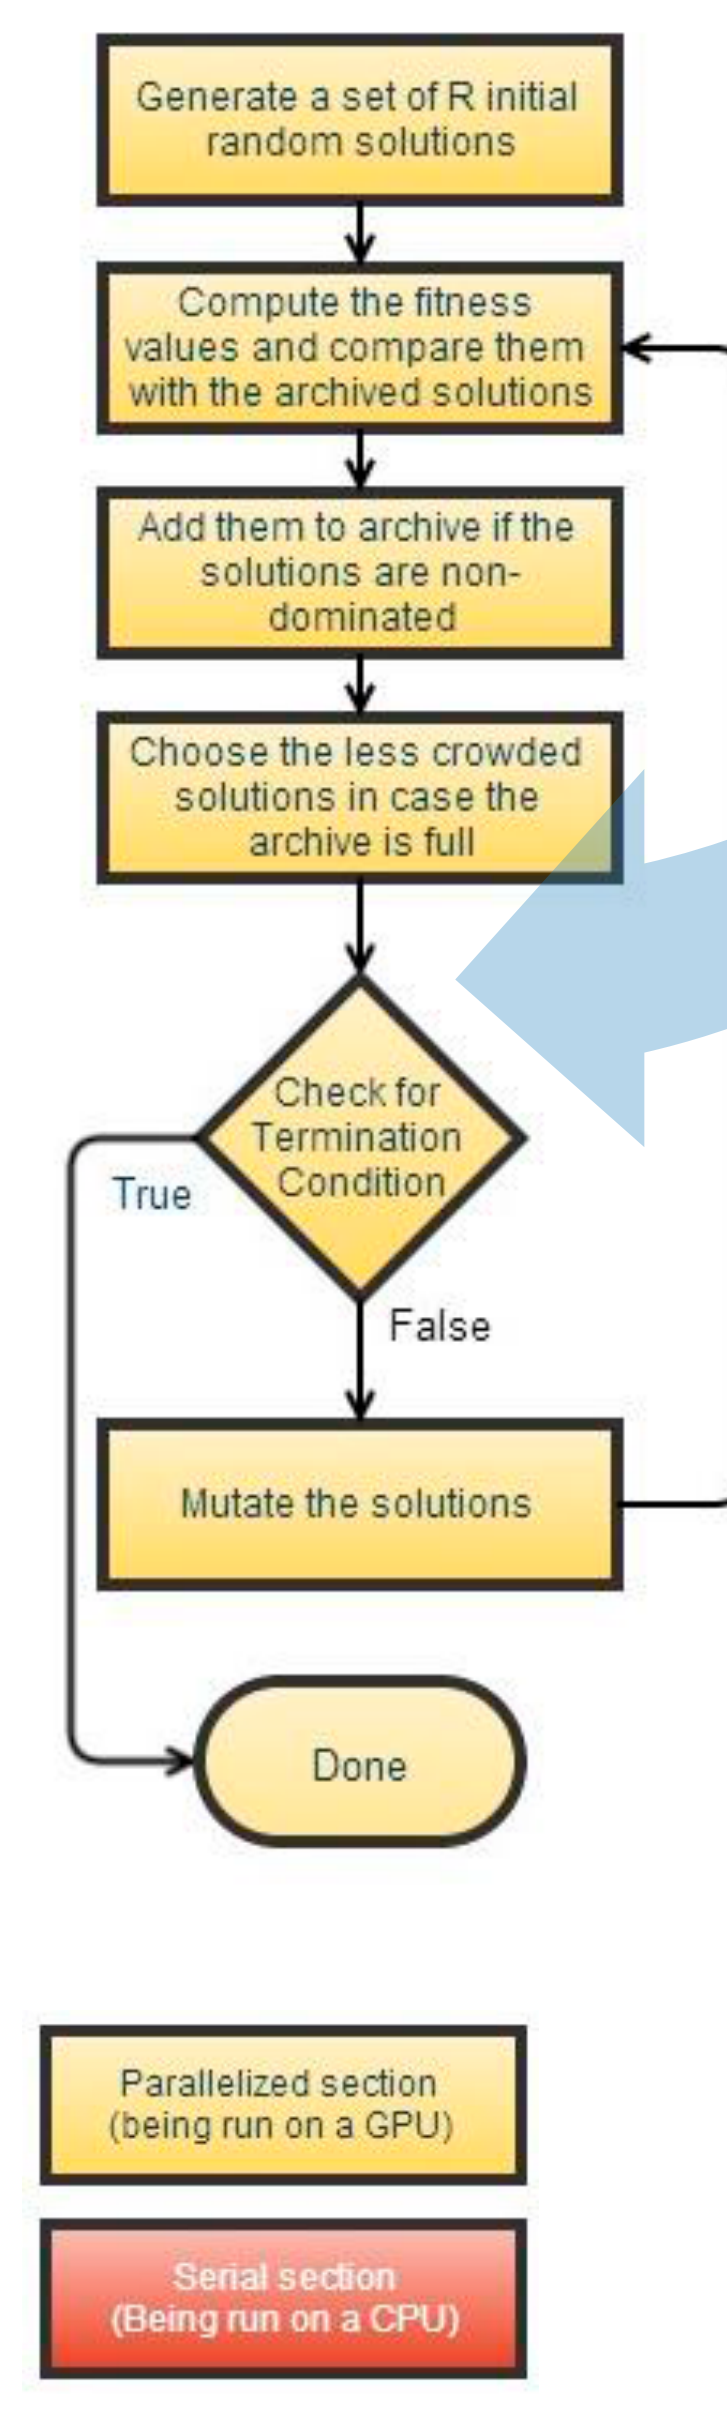 Generate a set of R initial
random solutions
Compute the fitness
values and compare them
with the archived solutions
Add them to archive if the
solutions are non-
dominated
Choose the less crowded
solutions in case the
archive is full
Check for
Termination
Condition
True
False
Mutate the solutions
Done
Parallelized section
(being run on a GPU)
Serial section
(Being run on a CPU)